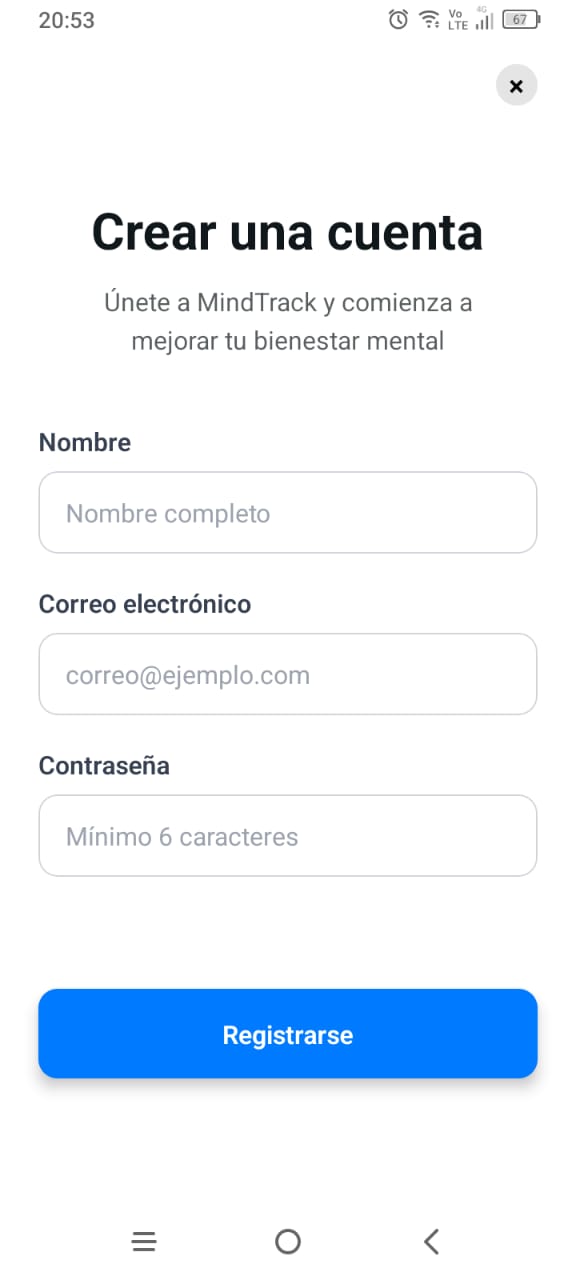 20:53
Vo
LTE
4G
67
Crear una cuenta
Únete a MindTrack y comienza a
mejorar tu bienestar mental
Nombre
Nombre completo
Correo electrónico
correo@ejemplo.com
Contraseña
Mínimo 6 caracteres
Registrarse